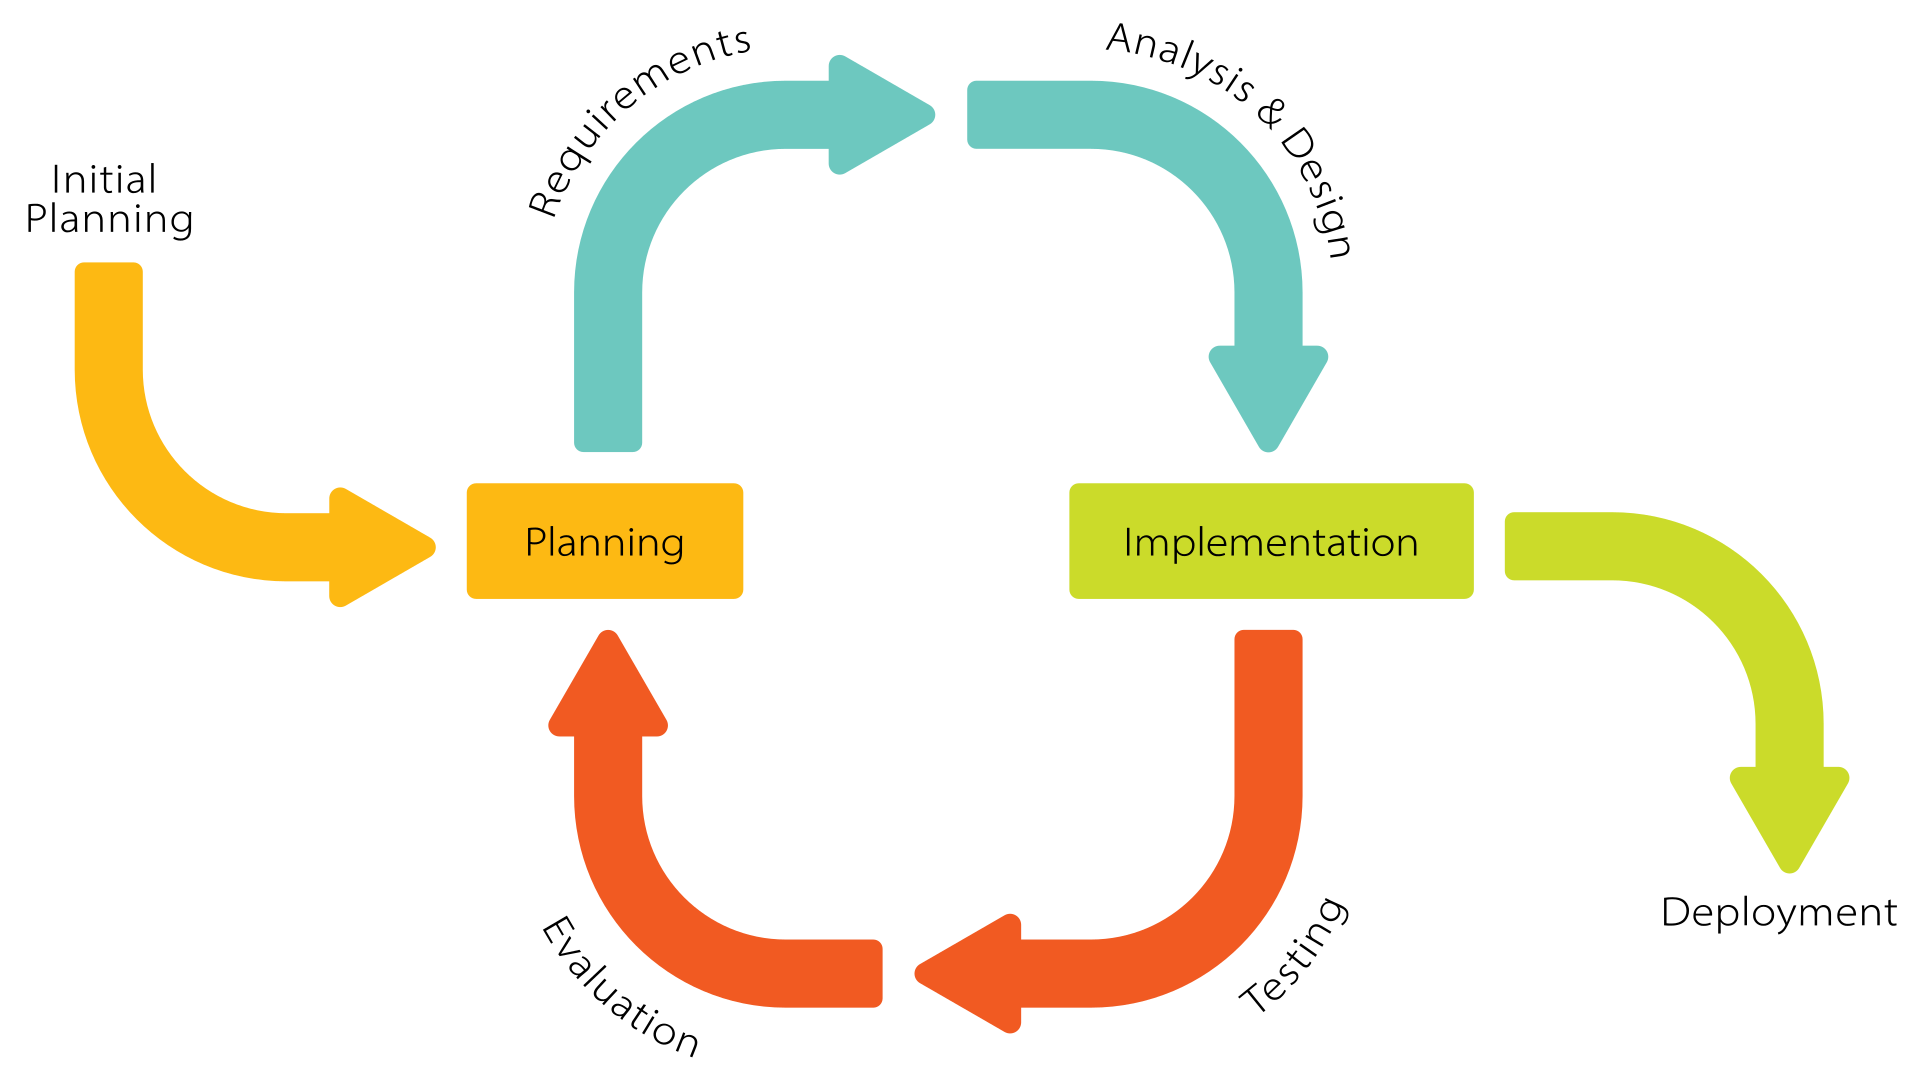 Initial
Planning
Requirements
Analysis & Design
Planning
Implementation
Evaluation
Testing
Deployment